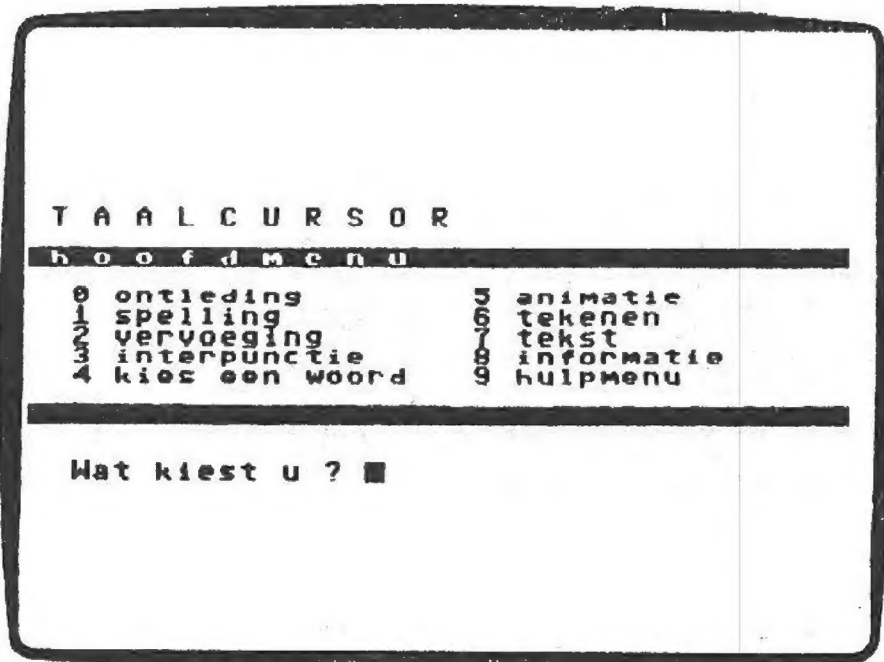 T A A L C U R S O R
h o o f d m e n u
0 ontleding
1 spelling
2 vervoeging
3 interpunctie
4 kies een woord
5 animatie
6 tekenen
7 tekst
8 informatie
9 hulpmenu
Wat kiest u ?